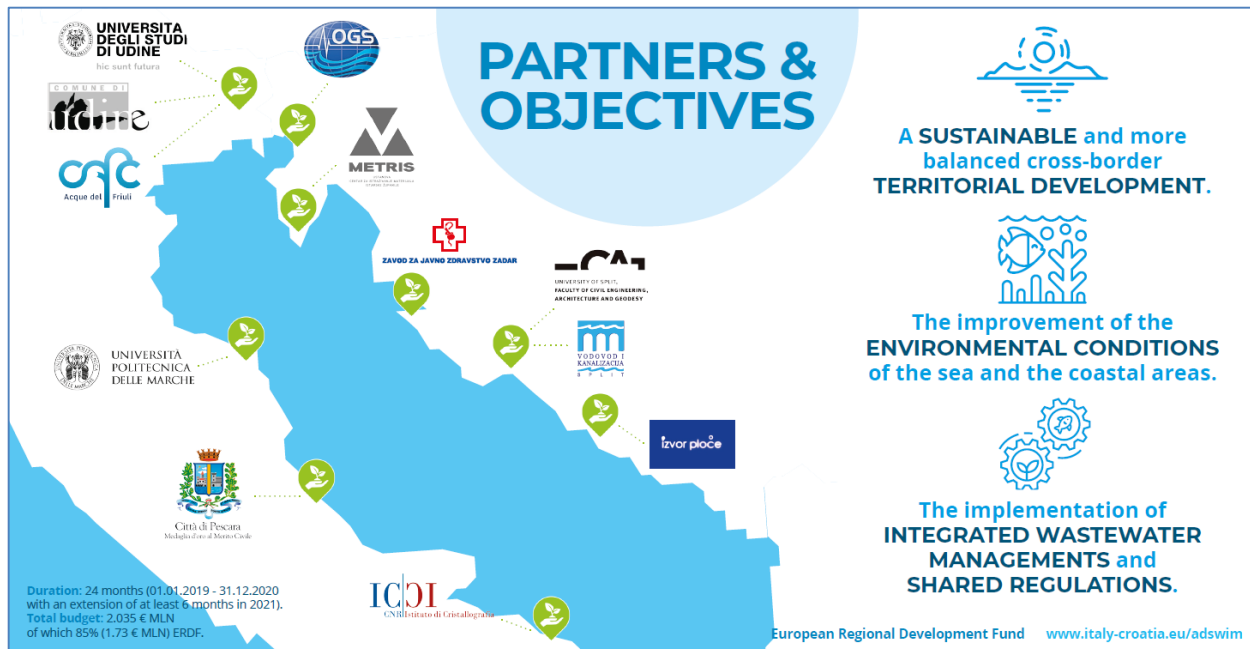 UNIVERSITA
DEGLI STUDI
DI UDINE
hic sunt futura
OGS
PARTNERS &
OBJECTIVES
COMUNE DI
udine
METRIS
cafc
Acque del Friuli
ZAVOD ZA JAVNO ZDRAVSTVO ZADAR
UNIVERSITY OF SPLIT,
FACULTY OF CIVIL ENGINEERING,
ARCHITECTURE AND GEODESY
VODOVOD I
KANALIZACIJA
SPLIT
UNIVERSITÀ
POLITECNICA
DELLE MARCHE
izvor ploče
Città di Pescara
Medaglia d'oro al Merito Civile
CNR Istituto di Cristallografia
Duration: 24 months (01.01.2019 - 31.12.2020
with an extension of at least 6 months in 2021).
Total budget: 2.035 € MLN
of which 85% (1.73 € MLN) ERDF.
A SUSTAINABLE and more
balanced cross-border
TERRITORIAL DEVELOPMENT.
The improvement of the
ENVIRONMENTAL CONDITIONS
of the sea and the coastal areas.
The implementation of
INTEGRATED WASTEWATER
MANAGEMENTS and
SHARED REGULATIONS.
European Regional Development Fund www.italy-croatia.eu/adswim